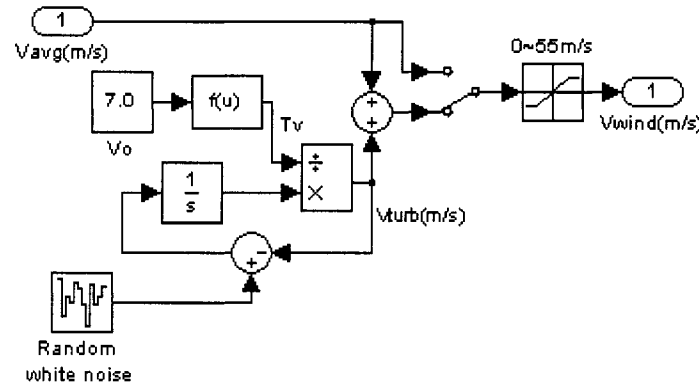 1
Vavg(m/s)
7.0
Vo
f(u)
Tv
÷
×
1
s
+
+
Vturb(m/s)
+
−
Random
white noise
0~55m/s
1
Vwind(m/s)